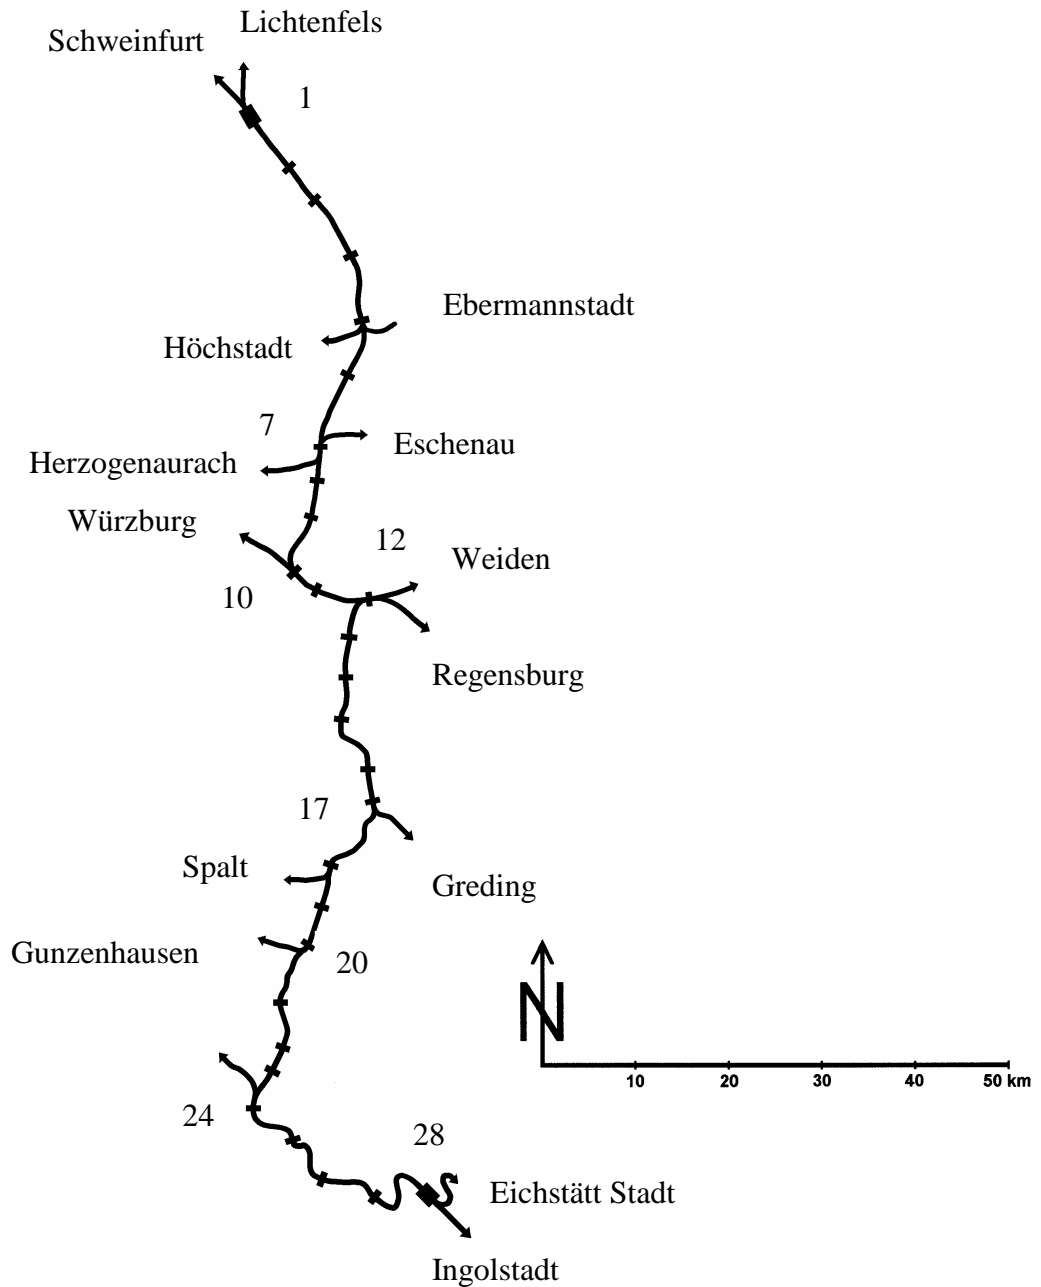 Lichtenfels
Schweinfurt
1
Ebermannstadt
Höchstadt
7
Eschenau
Herzogenaurach
Würzburg
12
Weiden
10
Regensburg
17
Spalt
Greding
Gunzenhausen
20
N
10 20 30 40 50 km
24
28
Eichstätt Stadt
Ingolstadt